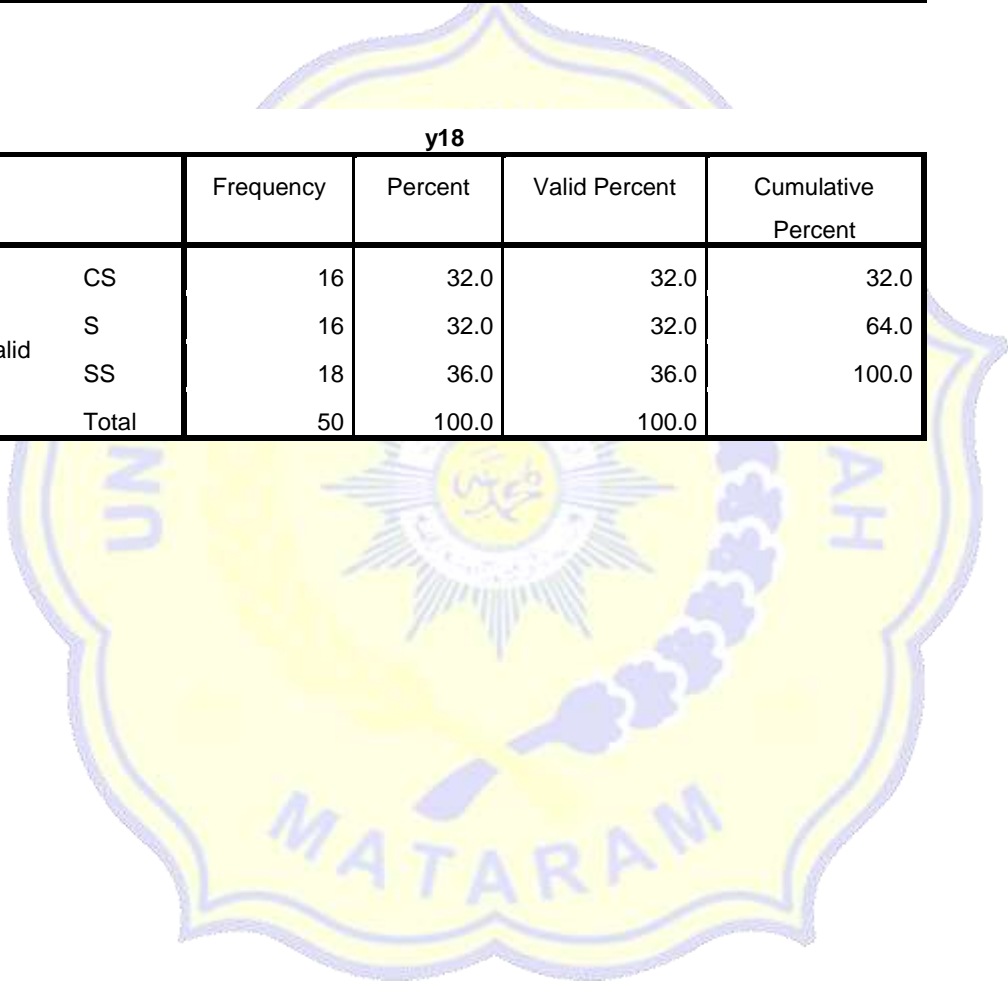 y18
Frequency Percent Valid Percent Cumulative Percent
CS 16 32.0 32.0 32.0
S 16 32.0 32.0 64.0
alid
SS 18 36.0 36.0 100.0
Total 50 100.0 100.0
UN
AH
MATARAM